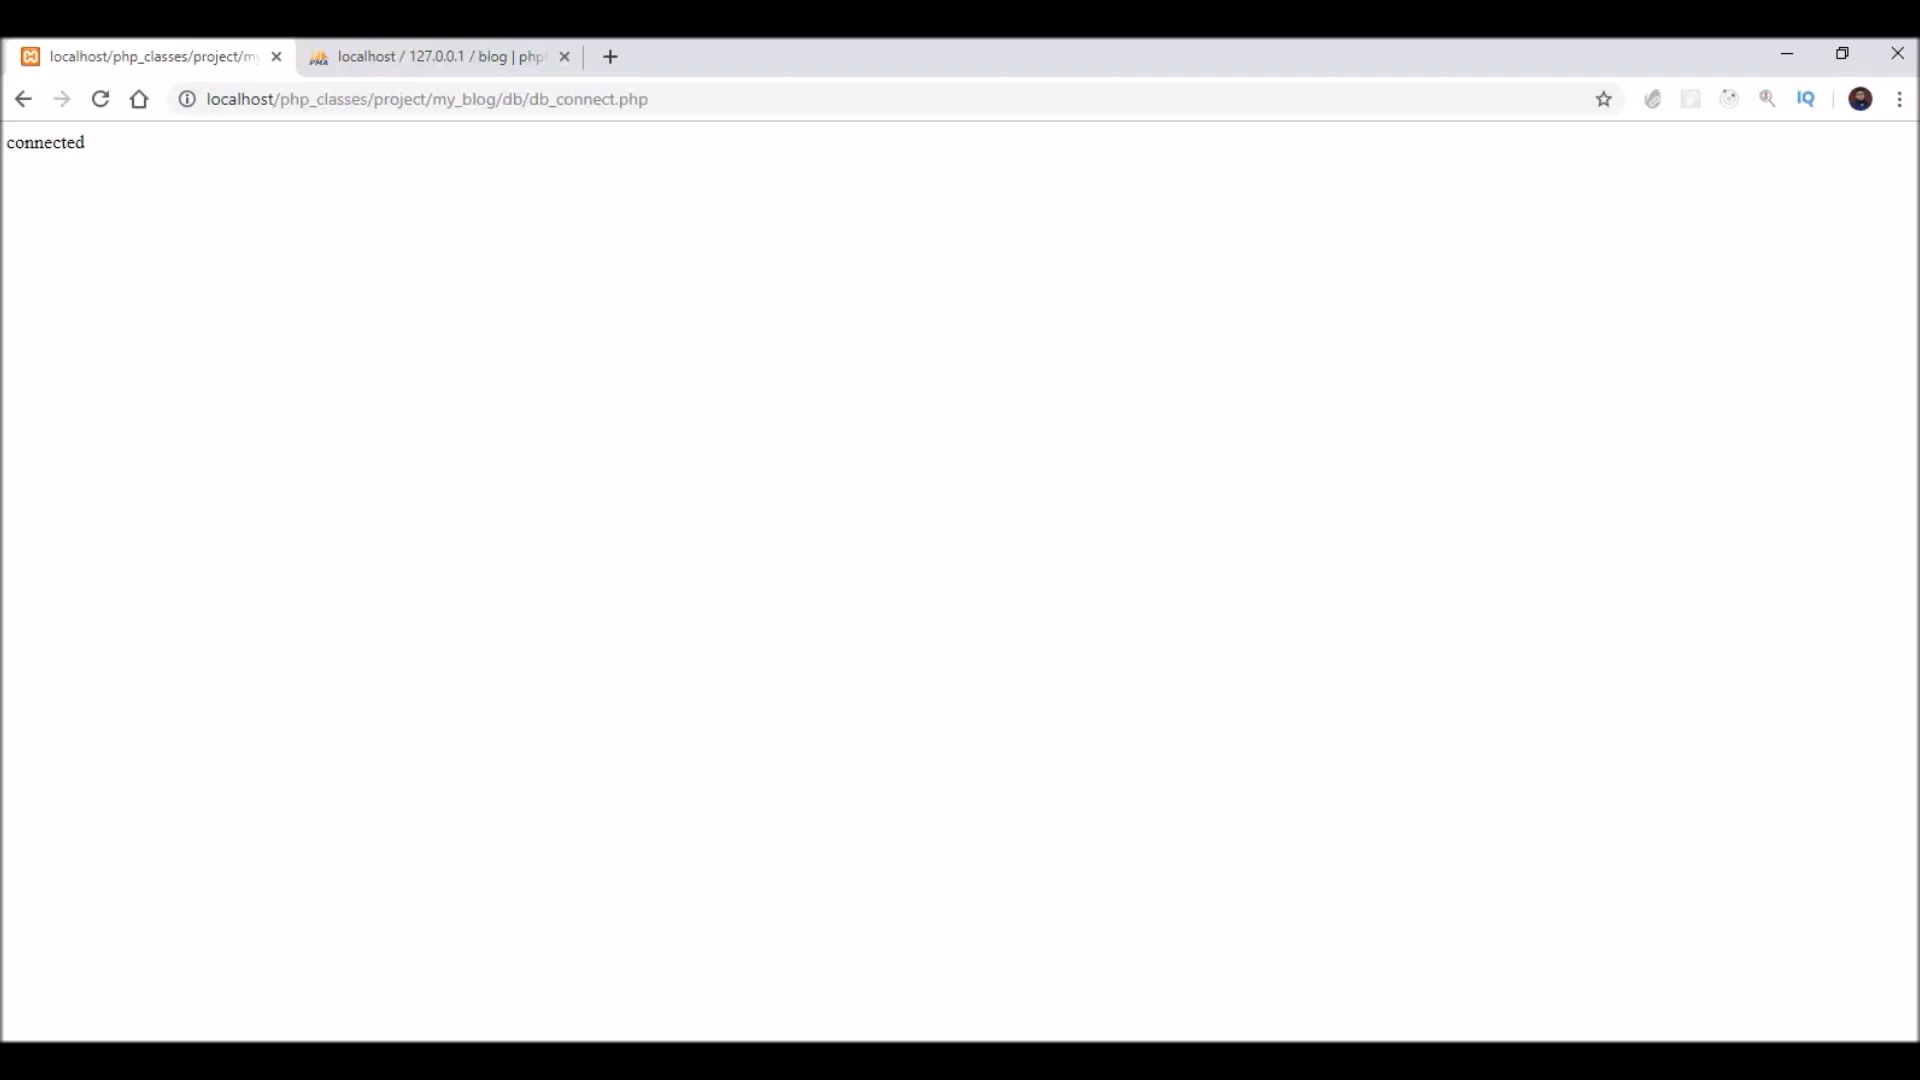 localhost/php_classes/project/my
localhost / 127.0.0.1 / blog | php
localhost/php_classes/project/my_blog/db/db_connect.php
IQ
connected